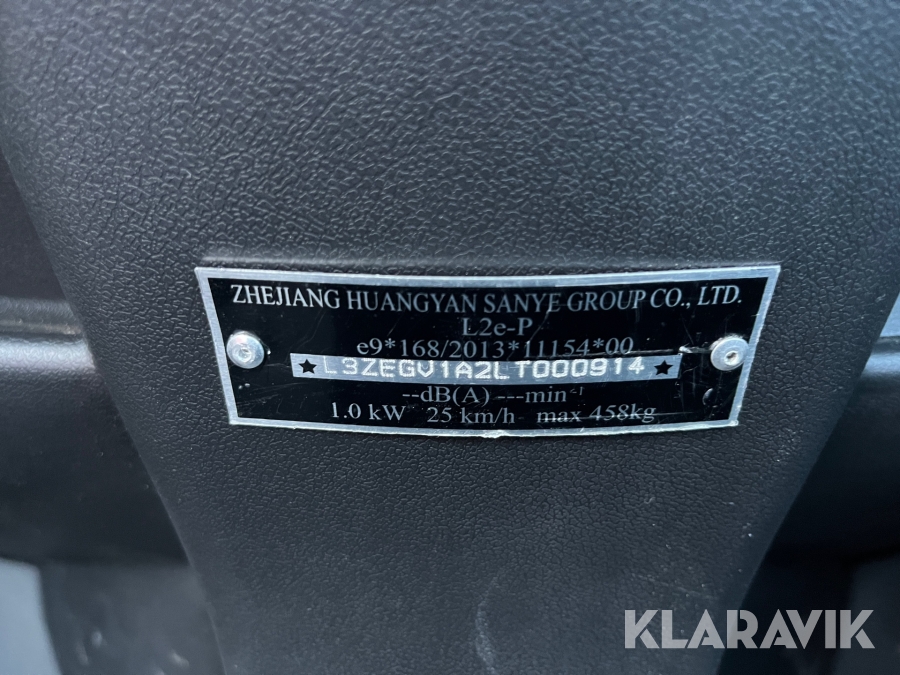 ZHEJIANG HUANGYAN SANYE GROUP CO., LTD.
L2e-P
e9*168/2013*11154*00
★L3ZEGV1A2LT000914★
--dB(A) ---min⁻¹
1.0 kW 25 km/h max 458kg
KLARAVIK